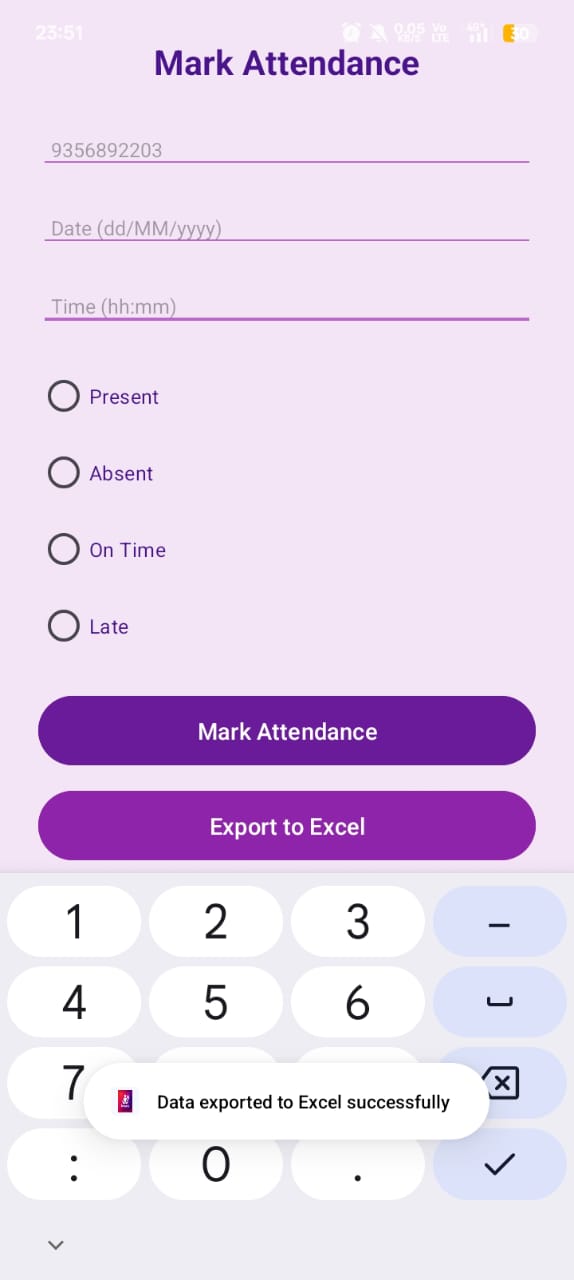 23:51
0.05 KB/S Vo LTE 4G+ 30
Mark Attendance
9356892203
Date (dd/MM/yyyy)
Time (hh:mm)
Present
Absent
On Time
Late
Mark Attendance
Export to Excel
1 2 3 –
4 5 6
7
Data exported to Excel successfully
: 0 .